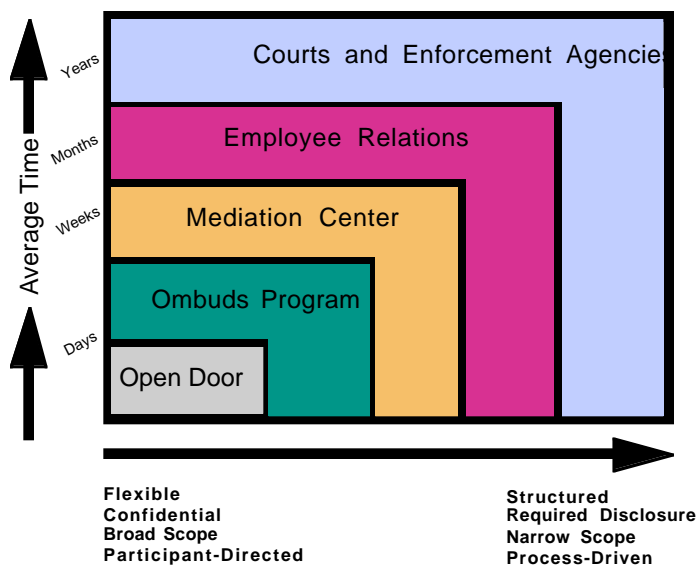 Years
Courts and Enforcement Agencies
Months
Employee Relations
Weeks
Mediation Center
Average Time
Ombuds Program
Days
Open Door
Flexible
Confidential
Broad Scope
Participant-Directed
Structured
Required Disclosure
Narrow Scope
Process-Driven